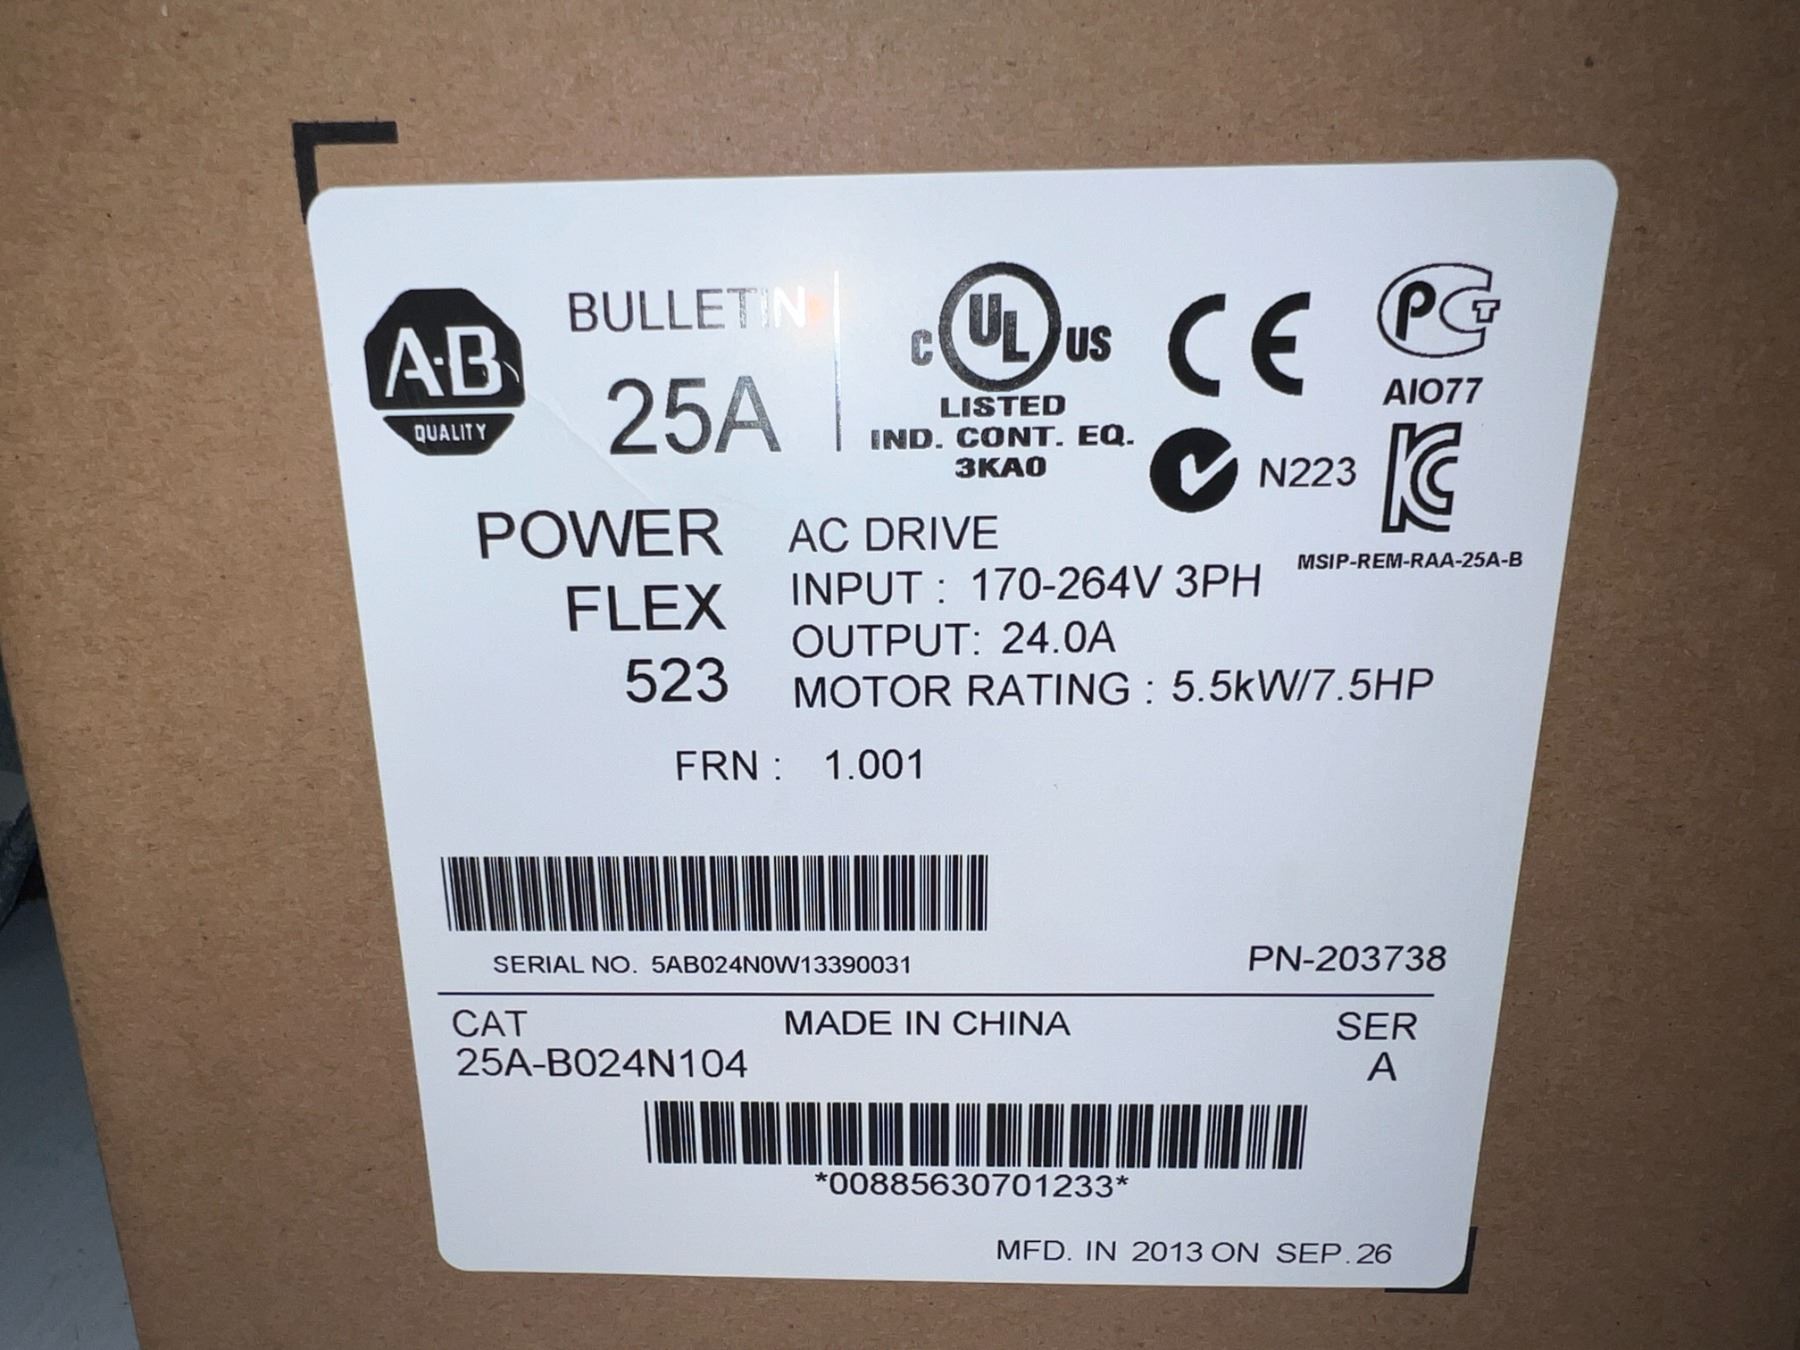 A-B
QUALITY
BULLETIN
25A
C UL US
LISTED
IND. CONT. EQ.
3KA0
CE
PCT
AIO77
N223
KC
MSIP-REM-RAA-25A-B
POWER
FLEX
523
AC DRIVE
INPUT : 170-264V 3PH
OUTPUT: 24.0A
MOTOR RATING : 5.5kW/7.5HP
FRN : 1.001
SERIAL NO. 5AB024N0W13390031
PN-203738
CAT
25A-B024N104
MADE IN CHINA
SER
A
*00885630701233*
MFD. IN 2013 ON SEP. 26